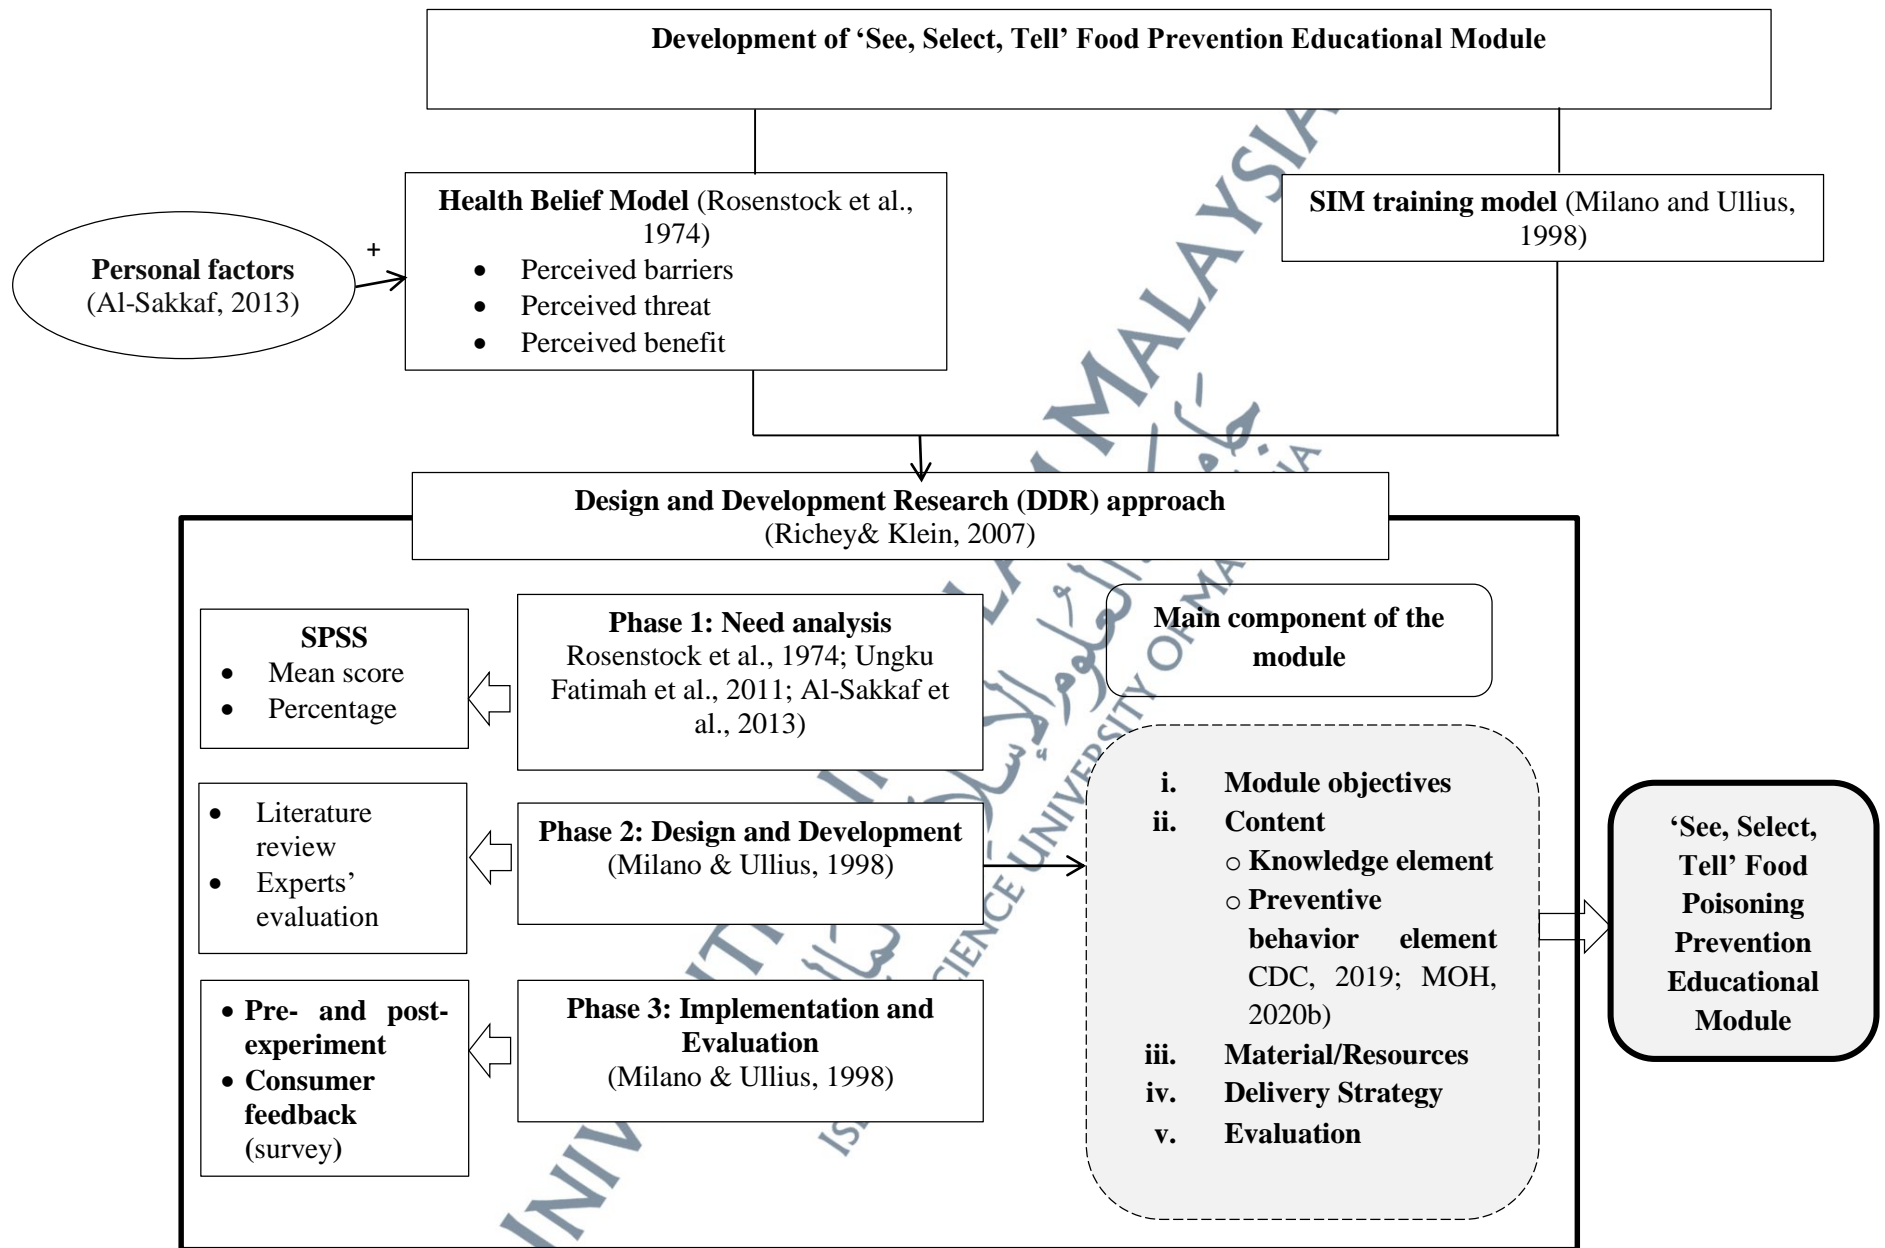 Development of ‘See, Select, Tell’ Food Prevention Educational Module
Health Belief Model (Rosenstock et al.,
1974)
• Perceived barriers
• Perceived threat
• Perceived benefit
SIM training model (Milano and Ullius,
1998)
Personal factors
(Al-Sakkaf, 2013)
+
Design and Development Research (DDR) approach
(Richey& Klein, 2007)
SPSS
• Mean score
• Percentage
Phase 1: Need analysis
Rosenstock et al., 1974; Ungku
Fatimah et al., 2011; Al-Sakkaf et
al., 2013)
Main component of the
module
• Literature
review
• Experts’
evaluation
Phase 2: Design and Development
(Milano & Ullius, 1998)
• Pre- and post-
experiment
• Consumer
feedback
(survey)
Phase 3: Implementation and
Evaluation
(Milano & Ullius, 1998)
i. Module objectives
ii. Content
o Knowledge element
o Preventive
behavior element
CDC, 2019; MOH,
2020b)
iii. Material/Resources
iv. Delivery Strategy
v. Evaluation
‘See, Select,
Tell’ Food
Poisoning
Prevention
Educational
Module
MALAYSIA
UNIVERSITY OF